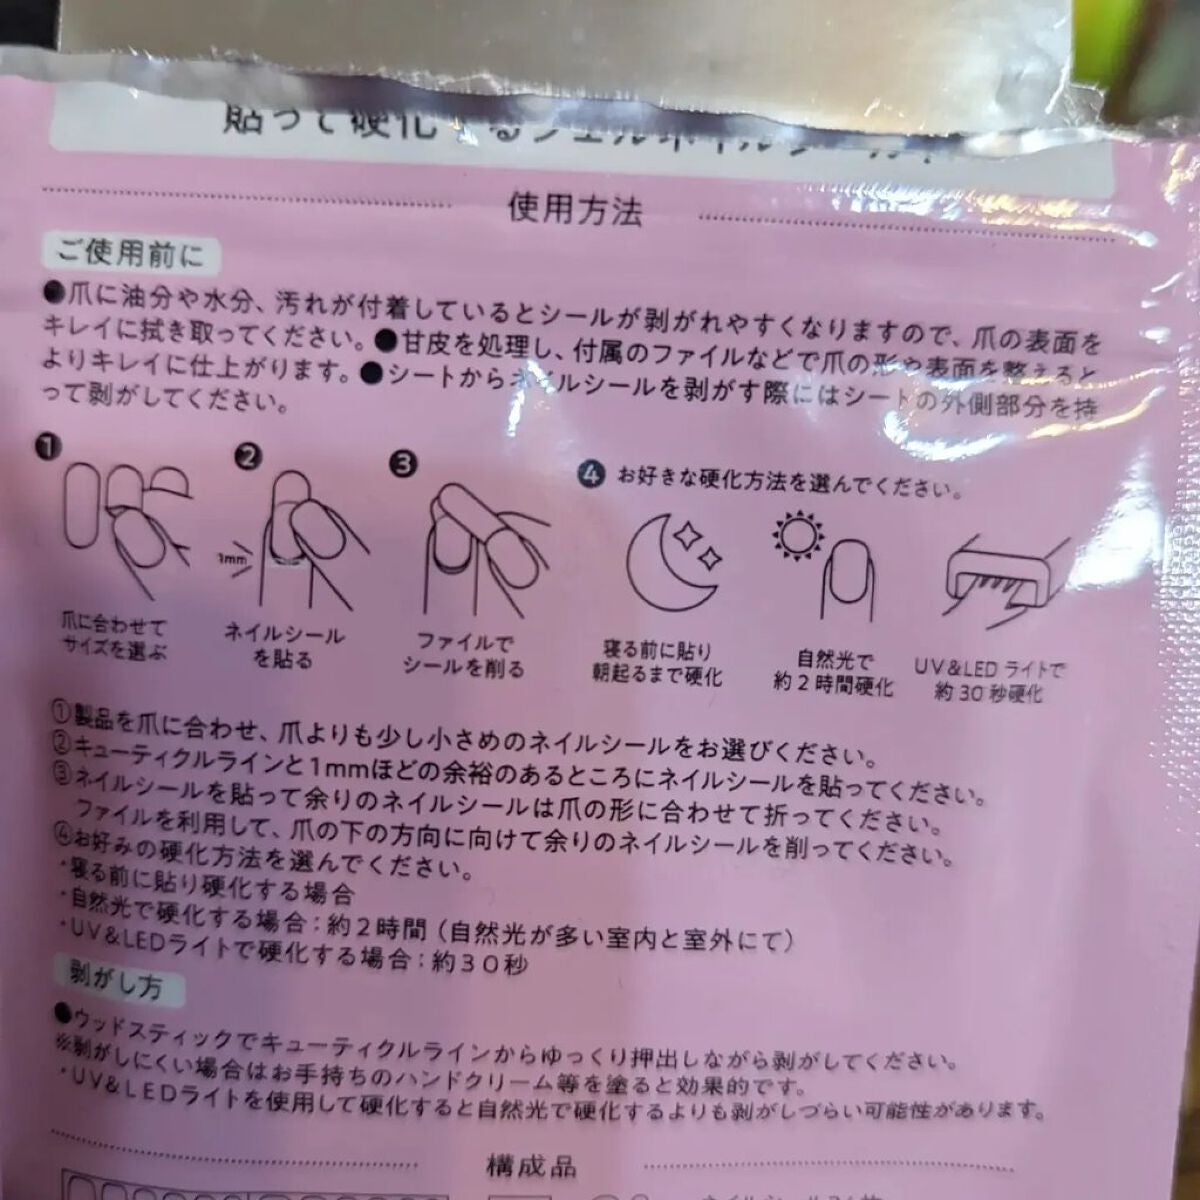 貼って硬化するジェルネイルシール!
使用方法
ご使用前に
●爪に油分や水分、汚れが付着しているとシールが剥がれやすくなりますので、爪の表面を
キレイに拭き取ってください。●甘皮を処理し、付属のファイルなどで爪の形や表面を整えると
よりキレイに仕上がります。●シートからネイルシールを剥がす際にはシートの外側部分を持
って剥がしてください。
❶ ❷ ❸ ❹ お好きな硬化方法を選んでください。
1mm
爪に合わせて
サイズを選ぶ
ネイルシール
を貼る
ファイルで
シールを削る
寝る前に貼り
朝起るまで硬化
自然光で
約2時間硬化
UV&LED ライトで
約30秒硬化
①製品を爪に合わせ、爪よりも少し小さめのネイルシールをお選びください。
②キューティクルラインと1mmほどの余裕のあるところにネイルシールを貼ってください。
③ネイルシールを貼って余りのネイルシールは爪の形に合わせて折ってください。
ファイルを利用して、爪の下の方向に向けて余りのネイルシールを削ってください。
④お好みの硬化方法を選んでください。
・寝る前に貼り硬化する場合
・自然光で硬化する場合：約2時間（自然光が多い室内と室外にて）
・UV&LEDライトで硬化する場合：約30秒
剥がし方
●ウッドスティックでキューティクルラインからゆっくり押出しながら剥がしてください。
※剥がしにくい場合はお手持ちのハンドクリーム等を塗ると効果的です。
・UV&LEDライトを使用して硬化すると自然光で硬化するよりも剥がしづらい可能性があります。
構成品